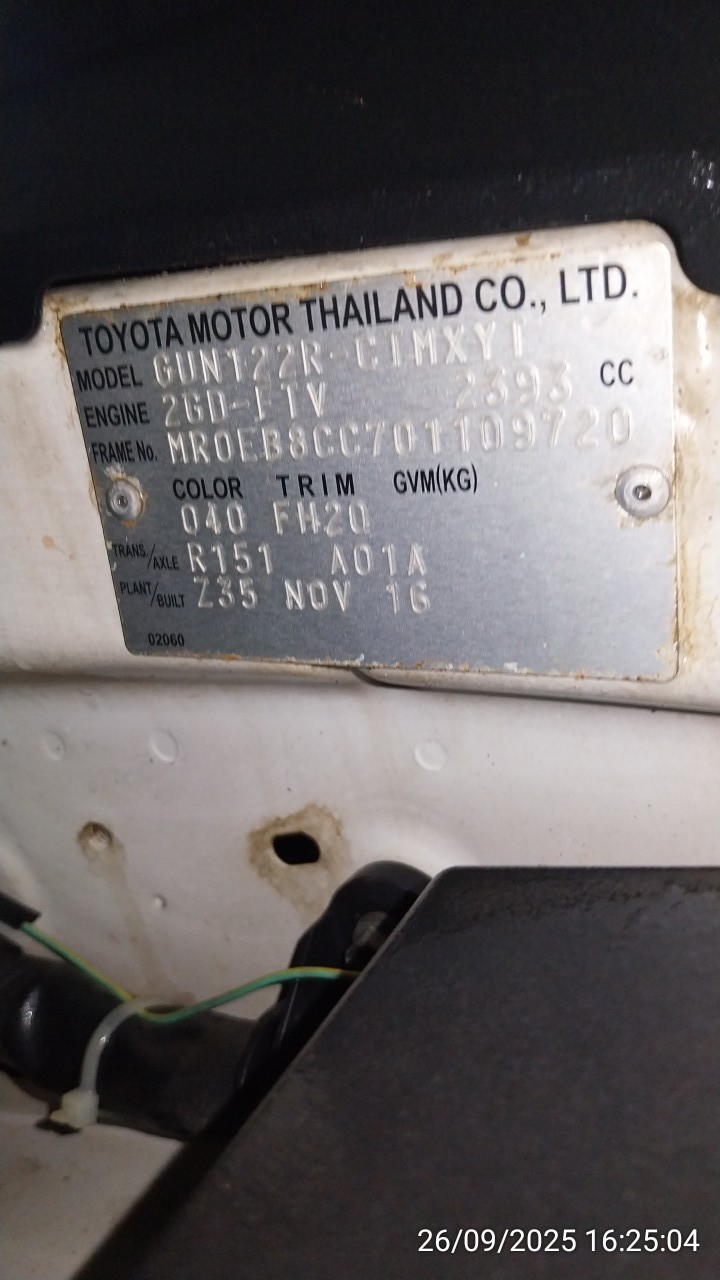 TOYOTA MOTOR THAILAND CO., LTD.
MODEL GUN122R-CTMXYT
ENGINE 2GD-FTV 2393 CC
FRAME No. MR0EB8CC701109720
COLOR TRIM GVM(KG)
040 FH20
TRANS./AXLE R151 A01A
PLANT/BUILT Z35 NOV 16
02060
26/09/2025 16:25:04